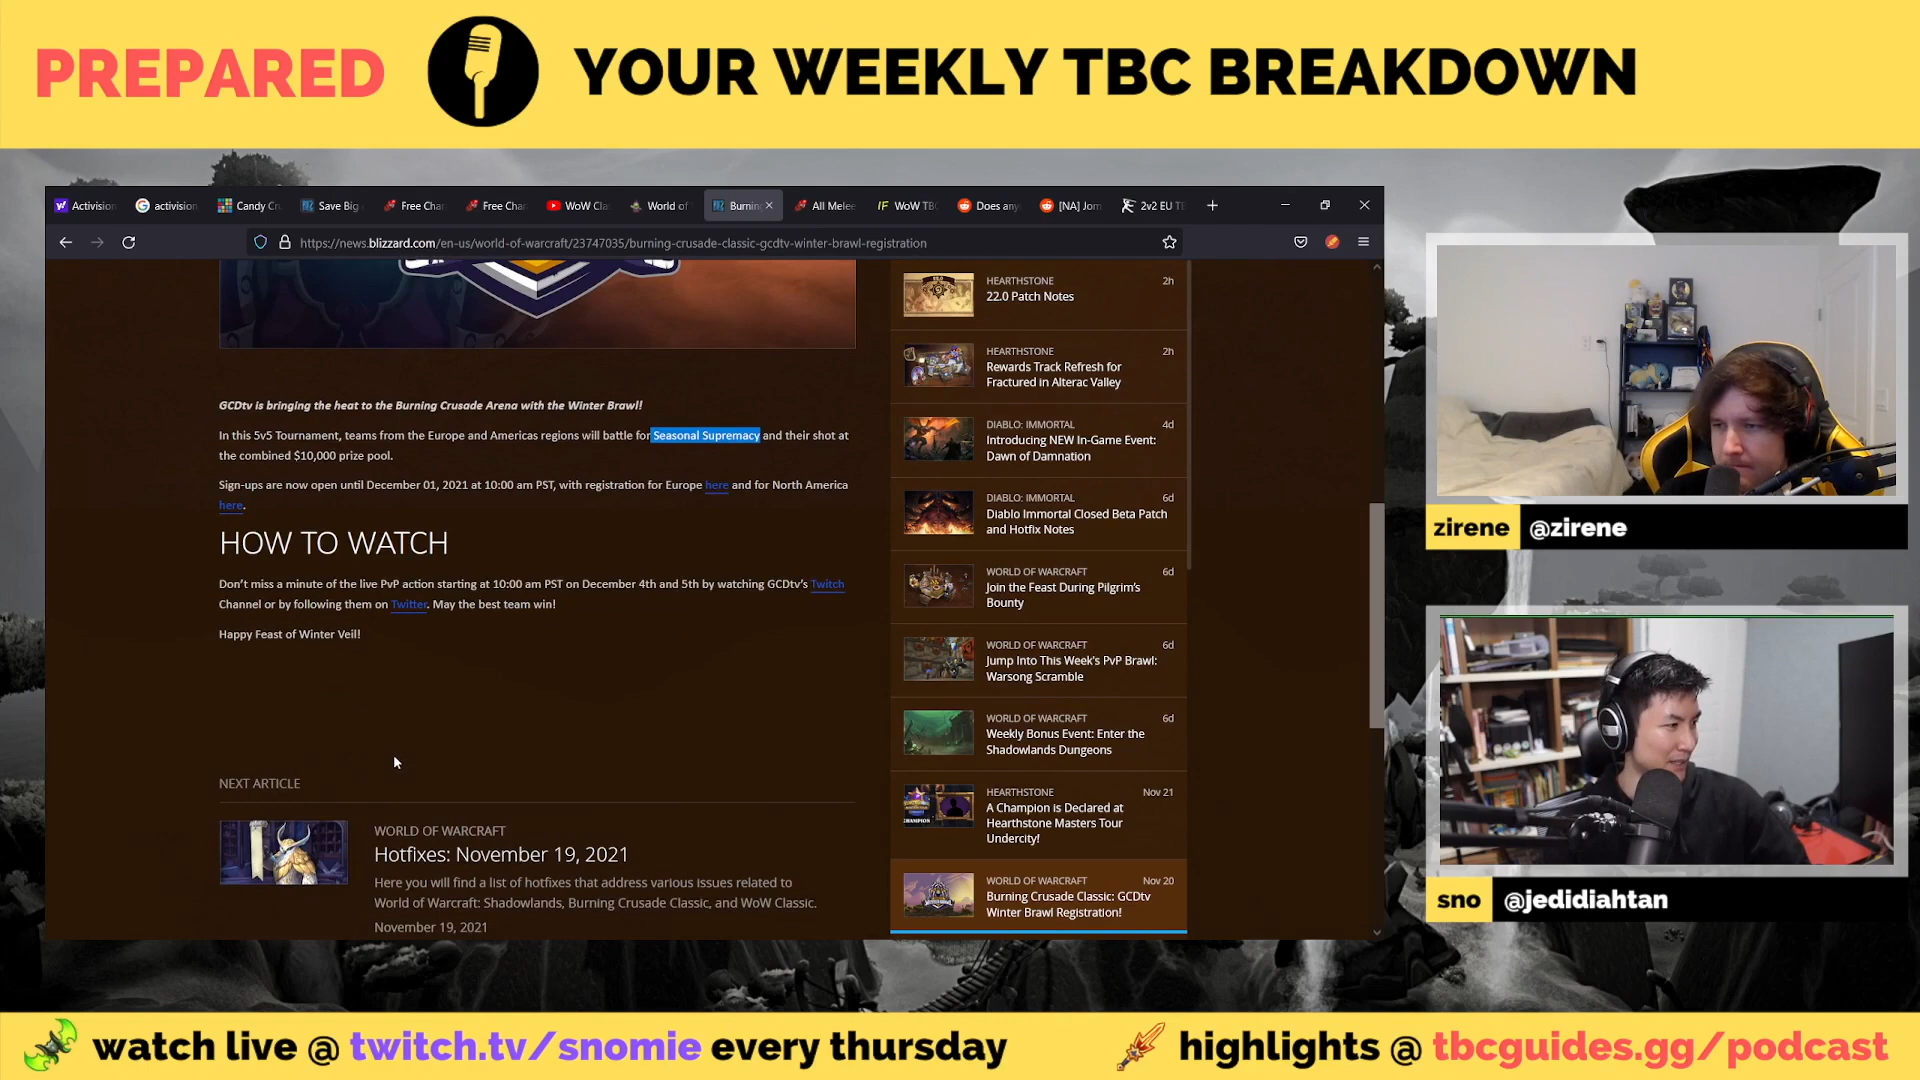 PREPARED YOUR WEEKLY TBC BREAKDOWN
Activision
activision
Candy Cr
Save Big
Free Char
Free Char
WoW Cla
World of
Burnin
All Melee
WoW TBC
Does any
[NA] Jorn
2v2 EU TB
https://news.blizzard.com/en-us/world-of-warcraft/23747035/burning-crusade-classic-gcdtv-winter-brawl-registration
GCDtv is bringing the heat to the Burning Crusade Arena with the Winter Brawl!
In this 5v5 Tournament, teams from the Europe and Americas regions will battle for Seasonal Supremacy and their shot at
the combined $10,000 prize pool.
Sign-ups are now open until December 01, 2021 at 10:00 am PST, with registration for Europe here and for North America
here.
HOW TO WATCH
Don't miss a minute of the live PvP action starting at 10:00 am PST on December 4th and 5th by watching GCDtv's Twitch
Channel or by following them on Twitter. May the best team win!
Happy Feast of Winter Veil!
NEXT ARTICLE
WORLD OF WARCRAFT
Hotfixes: November 19, 2021
Here you will find a list of hotfixes that address various issues related to
World of Warcraft: Shadowlands, Burning Crusade Classic, and WoW Classic.
November 19, 2021
HEARTHSTONE 2h
22.0 Patch Notes
HEARTHSTONE 2h
Rewards Track Refresh for
Fractured in Alterac Valley
DIABLO: IMMORTAL 4d
Introducing NEW In-Game Event:
Dawn of Damnation
DIABLO: IMMORTAL 6d
Diablo Immortal Closed Beta Patch
and Hotfix Notes
WORLD OF WARCRAFT 6d
Join the Feast During Pilgrim's
Bounty
WORLD OF WARCRAFT 6d
Jump Into This Week's PvP Brawl:
Warsong Scramble
WORLD OF WARCRAFT 6d
Weekly Bonus Event: Enter the
Shadowlands Dungeons
HEARTHSTONE Nov 21
A Champion is Declared at
Hearthstone Masters Tour
Undercity!
WORLD OF WARCRAFT Nov 20
Burning Crusade Classic: GCDtv
Winter Brawl Registration!
zirene @zirene
sno @jedidiahtan
watch live @ twitch.tv/snomie every thursday
highlights @ tbcguides.gg/podcast